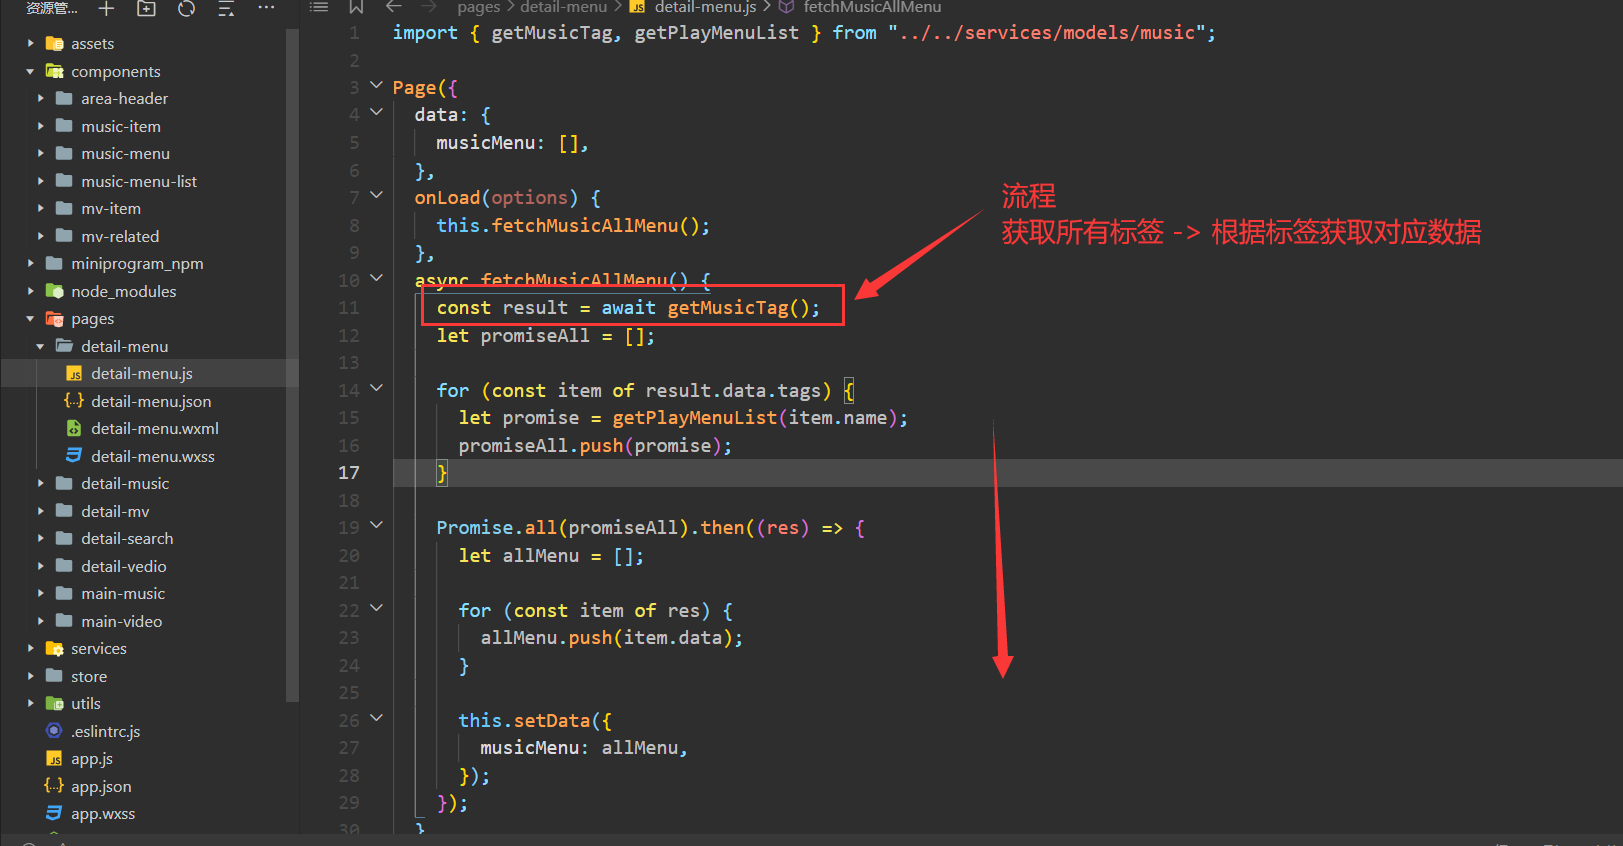 资源管...
pages > detail-menu > JS detail-menu.js > fetchMusicAllMenu
assets
components
area-header
music-item
music-menu
music-menu-list
mv-item
mv-related
miniprogram_npm
node_modules
pages
detail-menu
JS detail-menu.js
{..} detail-menu.json
detail-menu.wxml
detail-menu.wxss
detail-music
detail-mv
detail-search
detail-vedio
main-music
main-video
services
store
utils
.eslintrc.js
JS app.js
{..} app.json
app.wxss
1 import { getMusicTag, getPlayMenuList } from "../../services/models/music";
2
3 Page({
4 data: {
5 musicMenu: [],
6 },
7 onLoad(options) {
8 this.fetchMusicAllMenu();
9 },
10 async fetchMusicAllMenu() {
11 const result = await getMusicTag();
12 let promiseAll = [];
13
14 for (const item of result.data.tags) {
15 let promise = getPlayMenuList(item.name);
16 promiseAll.push(promise);
17 }
18
19 Promise.all(promiseAll).then((res) => {
20 let allMenu = [];
21
22 for (const item of res) {
23 allMenu.push(item.data);
24 }
25
26 this.setData({
27 musicMenu: allMenu,
28 });
29 });
30 }
流程
获取所有标签 -> 根据标签获取对应数据